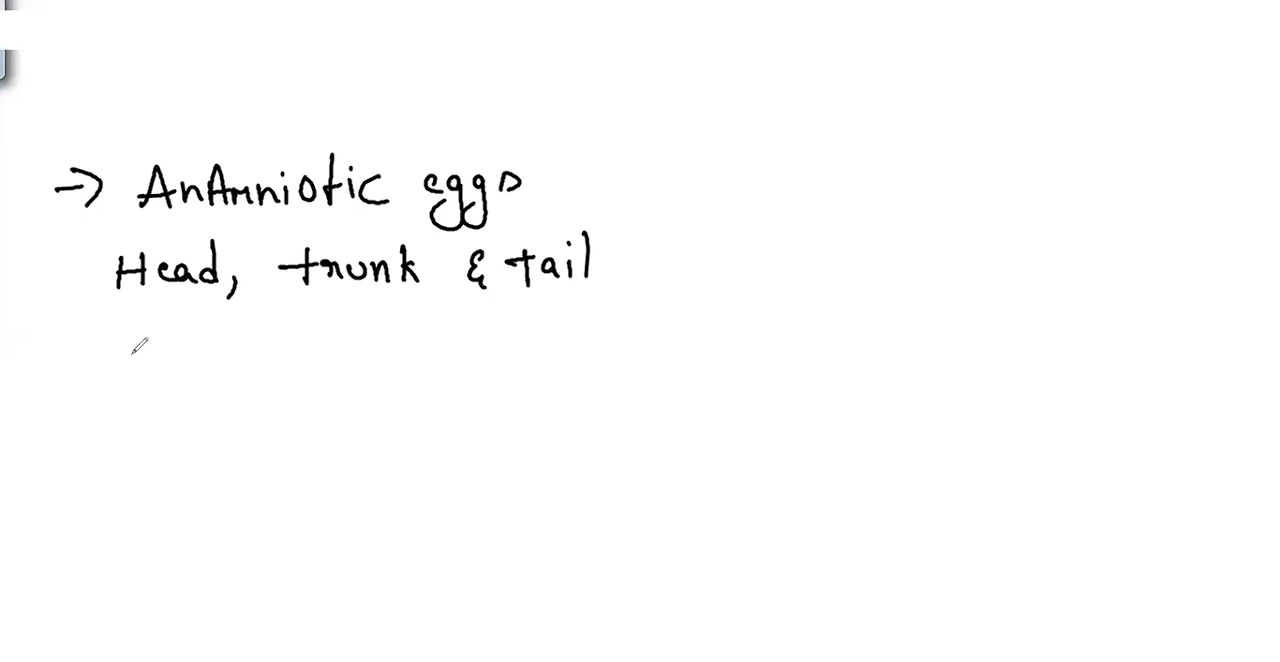 → AnAmniotic eggs
Head, trunk & tail